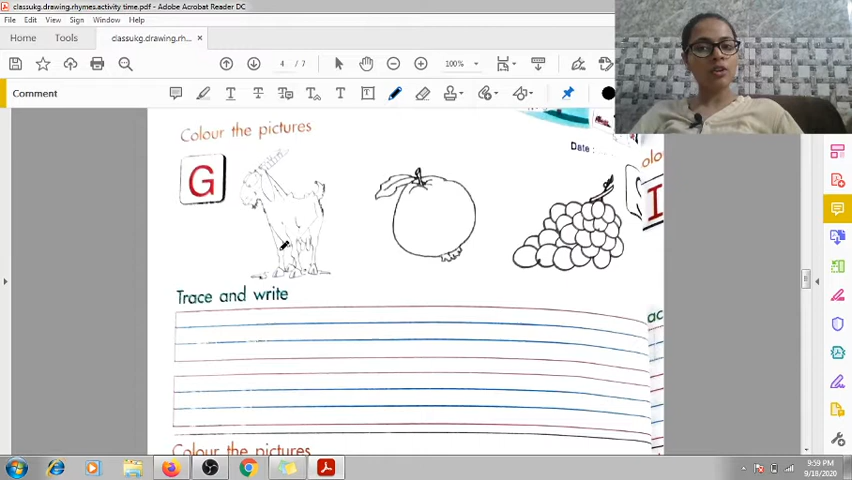 classukg.drawing.rhymes.activity time.pdf - Adobe Acrobat Reader DC
File Edit View Sign Window Help
Home Tools classukg.drawing.rh... ×
4 / 7 100%
Comment
Colour the pictures
Date :
G
I
Trace and write
Colour the pictures
9:59 PM
9/18/2020